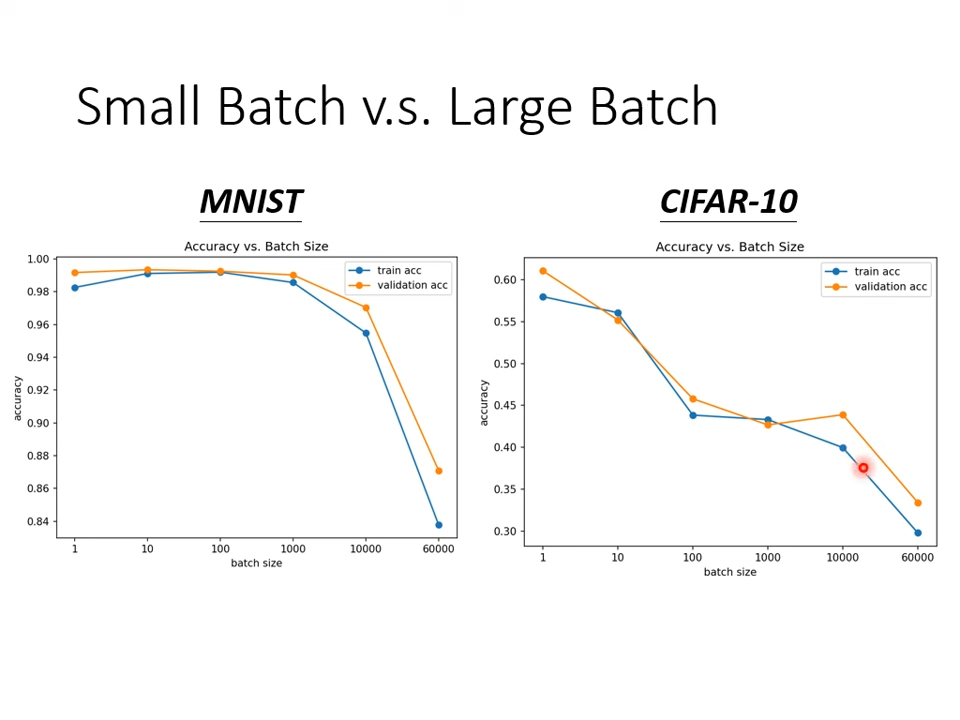 Small Batch v.s. Large Batch
MNIST
Accuracy vs. Batch Size
train acc
validation acc
1.00
0.98
0.96
0.94
0.92
0.90
0.88
0.86
0.84
accuracy
1 10 100 1000 10000 60000
batch size
CIFAR-10
Accuracy vs. Batch Size
train acc
validation acc
0.60
0.55
0.50
0.45
0.40
0.35
0.30
accuracy
1 10 100 1000 10000 60000
batch size